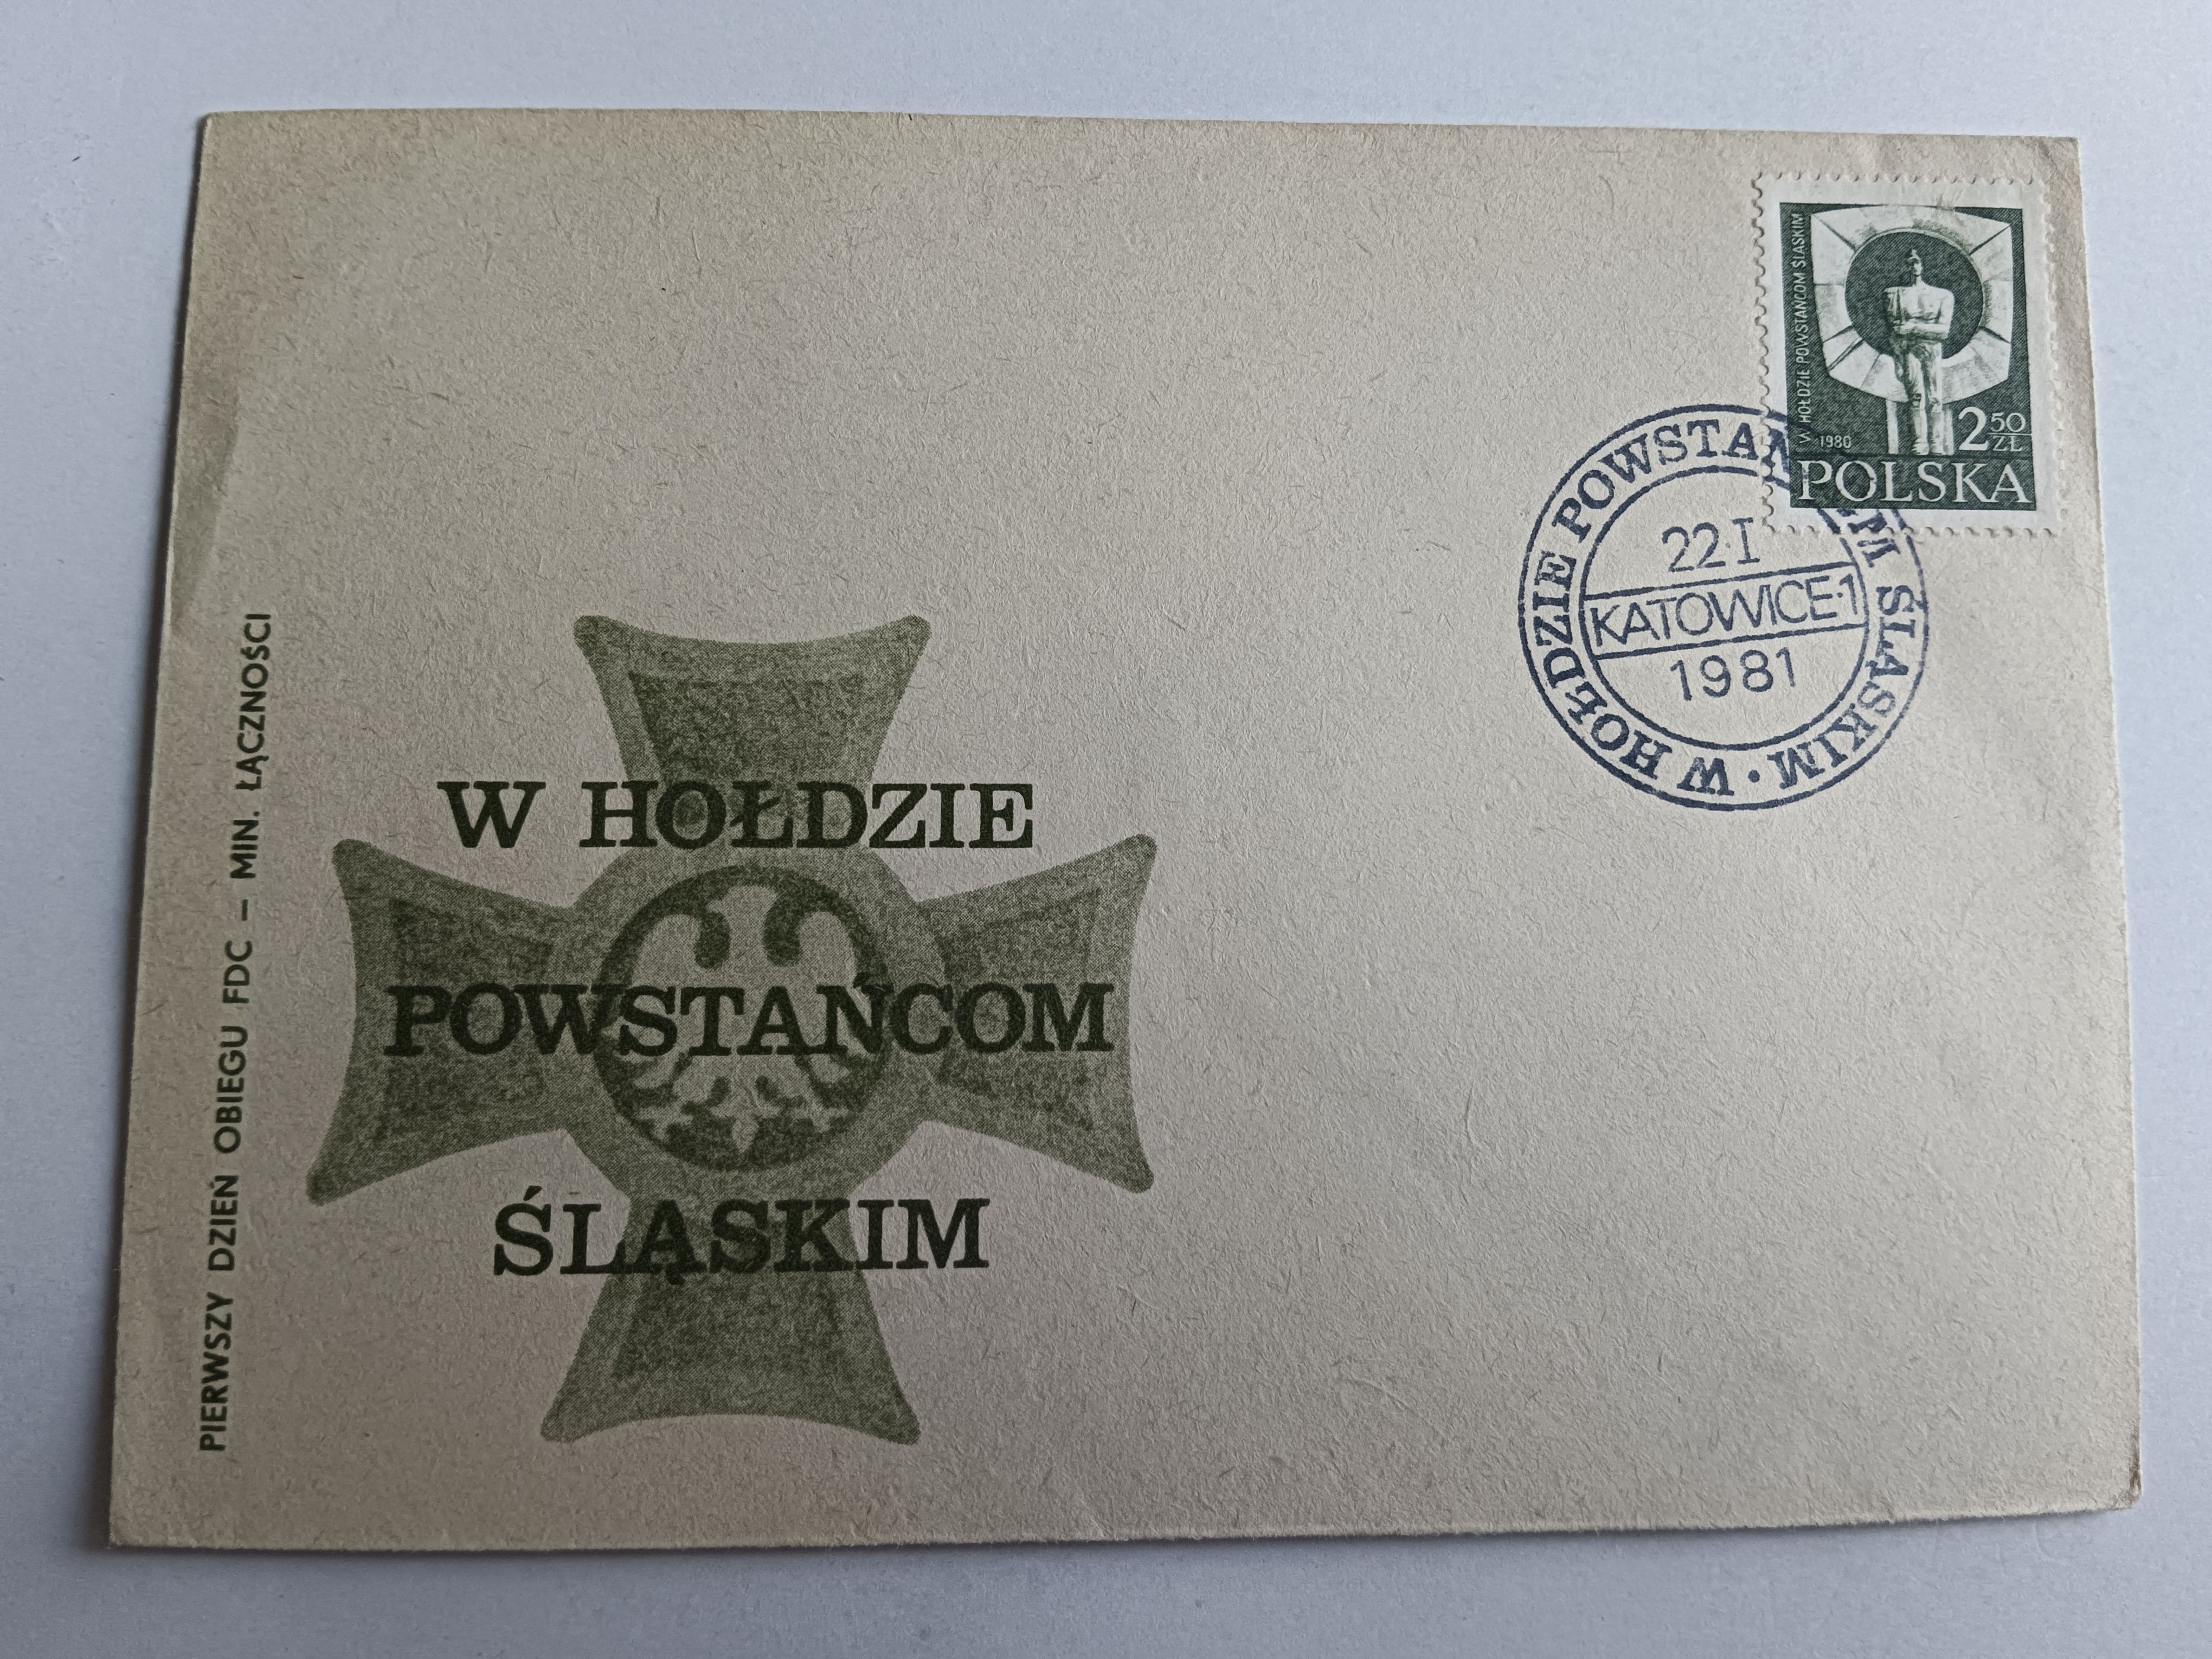 W HOŁDZIE POWSTAŃCOM ŚLĄSKIM
1980
2 50
ZŁ
POLSKA
W HOŁDZIE POWSTAŃ M ŚLĄSKIM •
22·I
KATOWICE·1
1981
PIERWSZY DZIEŃ OBIEGU FDC – MIN. ŁĄCZNOŚCI
W HOŁDZIE
POWSTAŃCOM
ŚLĄSKIM